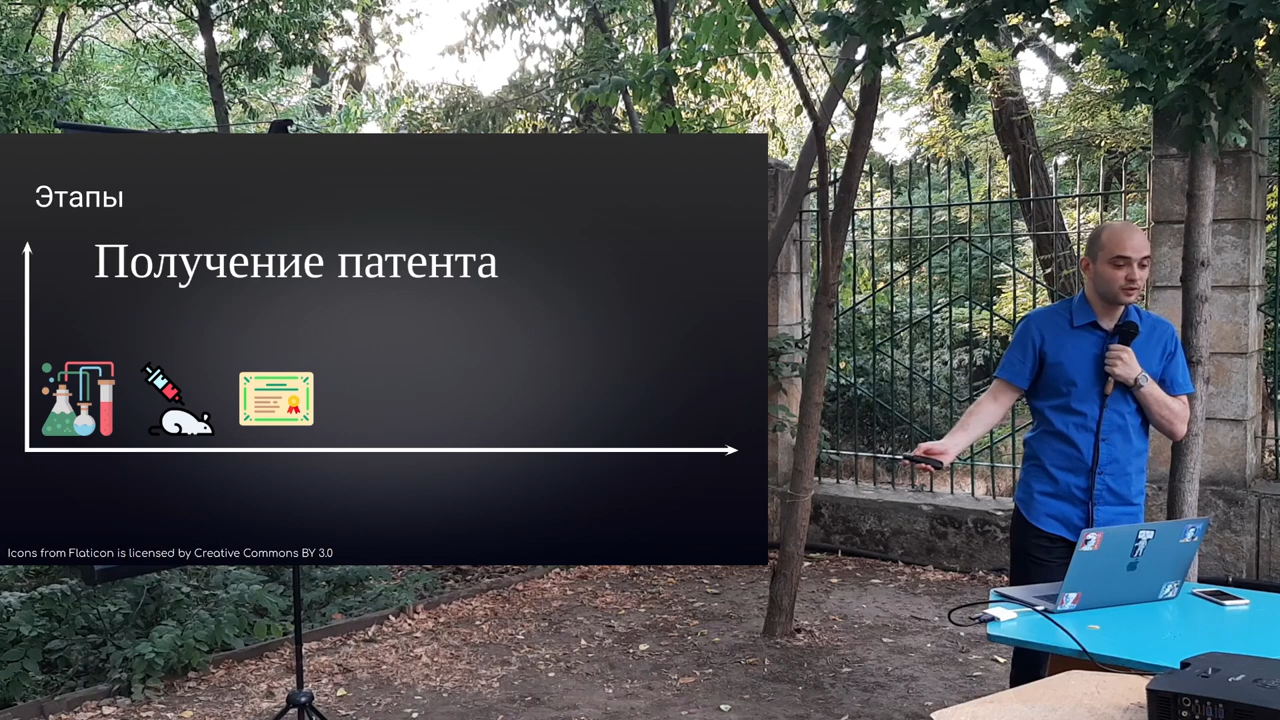 Этапы
Получение патента
Icons from Flaticon is licensed by Creative Commons BY 3.0